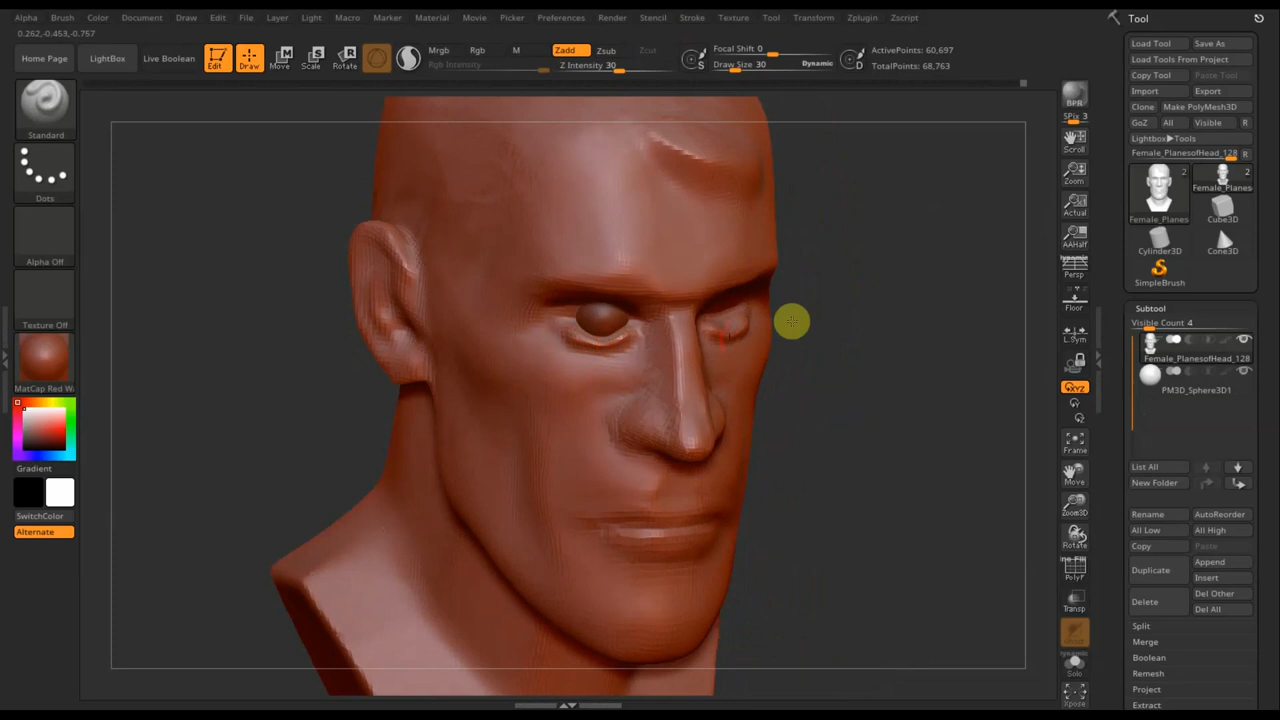 Alpha Brush Color Document Draw Edit File Layer Light Macro Marker Material Movie Picker Preferences Render Stencil Stroke Texture Tool Transform Zplugin Zscript
0.262,-0.453,-0.757
Home Page
LightBox
Live Boolean
Edit
Draw
Move
Scale
Rotate
Mrgb
Rgb
M
Rgb Intensity
Zadd
Zsub
Zcut
Z Intensity 30
S
Focal Shift 0
Draw Size 30
Dynamic
D
ActivePoints: 60,697
TotalPoints: 68,763
Standard
Dots
Alpha Off
Texture Off
MatCap Red Wa
Gradient
SwitchColor
Alternate
BPR
SPix 3
Scroll
Zoom
Actual
AAHalf
Dynamic
Persp
Floor
L.Sym
XYZ
Frame
Move
Zoom3D
Rotate
PolyF
Transp
Dynamic
Solo
Xpose
Tool
Load Tool Save As
Load Tools From Project
Copy Tool Paste Tool
Import Export
Clone Make PolyMesh3D
GoZ All Visible R
Lightbox▶Tools
Female_PlanesofHead_128 R
2
2
Female_Planes
Female_Planes
Cube3D
Cylinder3D
Cone3D
SimpleBrush
Subtool
Visible Count 4
Female_PlanesofHead_128
PM3D_Sphere3D1
List All
New Folder
Rename AutoReorder
All Low All High
Copy Paste
Duplicate
Append
Insert
Delete
Del Other
Del All
Split
Merge
Boolean
Remesh
Project
Extract